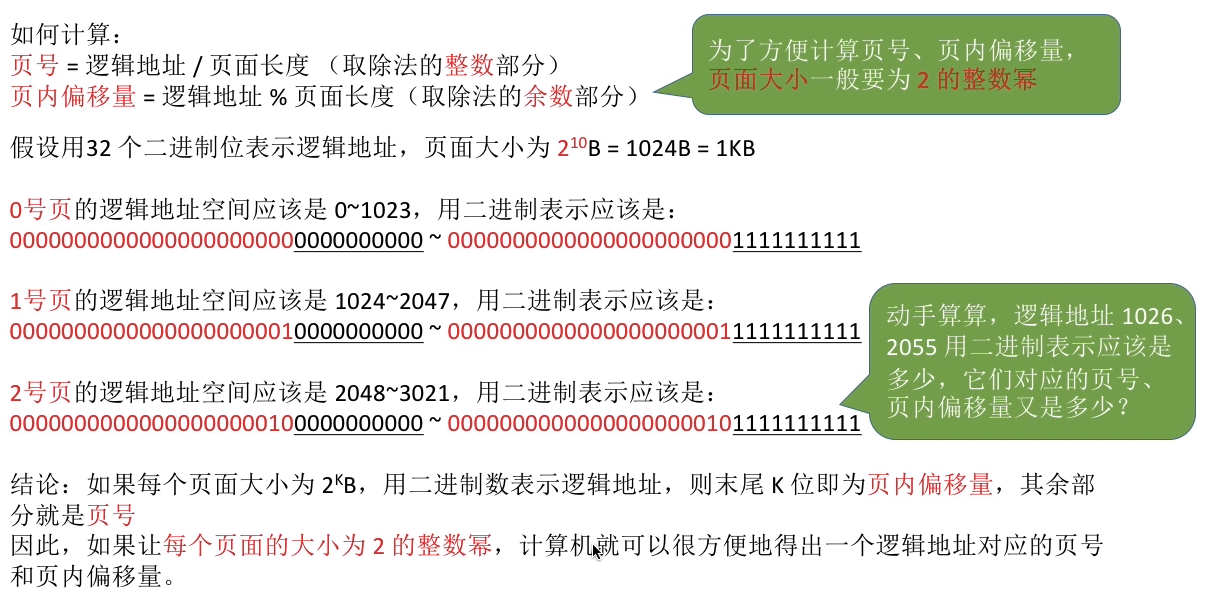 如何计算：
页号 = 逻辑地址 / 页面长度 （取除法的整数部分）
页内偏移量 = 逻辑地址 % 页面长度（取除法的余数部分）
为了方便计算页号、页内偏移量，
页面大小一般要为 2 的整数幂
假设用32 个二进制位表示逻辑地址，页面大小为 2¹⁰B = 1024B = 1KB
0号页的逻辑地址空间应该是 0~1023，用二进制表示应该是：
00000000000000000000000000000000 ~ 00000000000000000000001111111111
1号页的逻辑地址空间应该是 1024~2047，用二进制表示应该是：
00000000000000000000010000000000 ~ 00000000000000000000011111111111
2号页的逻辑地址空间应该是 2048~3021，用二进制表示应该是：
00000000000000000000100000000000 ~ 00000000000000000000101111111111
动手算算，逻辑地址 1026、
2055 用二进制表示应该是
多少，它们对应的页号、
页内偏移量又是多少？
结论：如果每个页面大小为 2ᴷB，用二进制数表示逻辑地址，则末尾 K 位即为页内偏移量，其余部
分就是页号
因此，如果让每个页面的大小为 2 的整数幂，计算机就可以很方便地得出一个逻辑地址对应的页号
和页内偏移量。